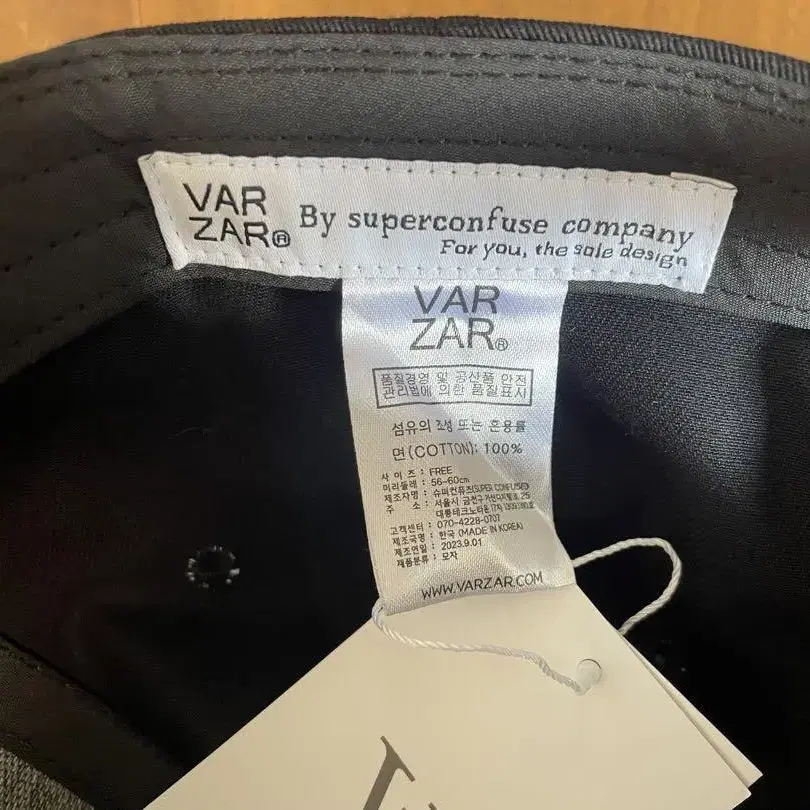 VAR
ZAR®
By superconfuse company
For you, the sole design
VAR
ZAR®
품질경영 및 공산품 안전
관리법에 의한 품질표시
섬유의 조성 또는 혼용률
면(COTTON): 100%
사 이 즈 : FREE
머리둘레 : 56-60cm
제조자명 : 슈퍼컨퓨즈(SUPER CONFUSE)
주 소 : 서울시 금천구 가산디지털1로 25
대륭테크노타운 17차
고객센터 : 070-4228-0707
제조국명 : 한국 (MADE IN KOREA)
제조연월 : 2023.9.01
제품분류 : 모자
WWW.VARZAR.COM